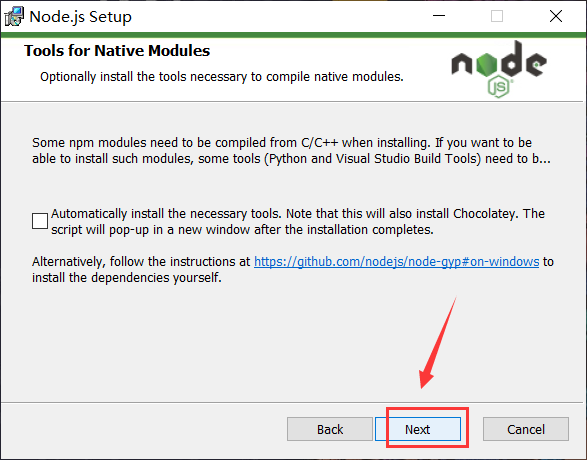 Node.js Setup
Tools for Native Modules
Optionally install the tools necessary to compile native modules.
node
JS
Some npm modules need to be compiled from C/C++ when installing. If you want to be
able to install such modules, some tools (Python and Visual Studio Build Tools) need to b...
Automatically install the necessary tools. Note that this will also install Chocolatey. The
script will pop-up in a new window after the installation completes.
Alternatively, follow the instructions at https://github.com/nodejs/node-gyp#on-windows to
install the dependencies yourself.
Back
Next
Cancel